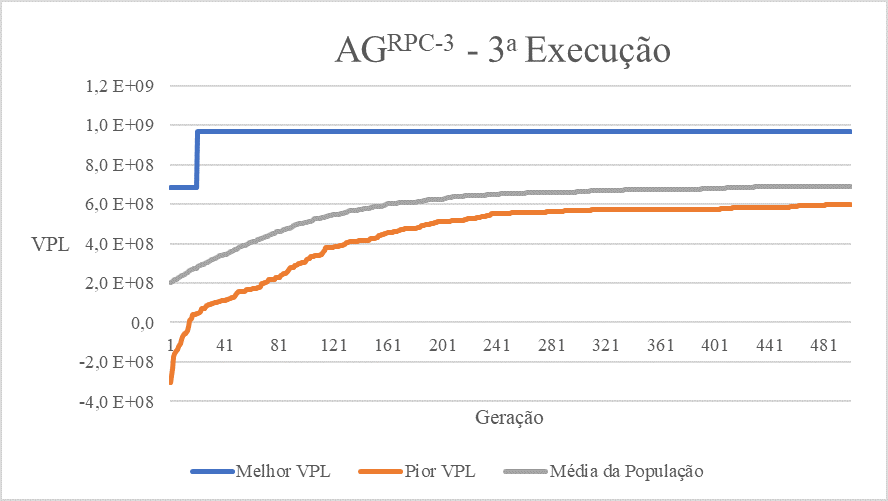 AGRPC-3 - 3ª Execução
1,2 E+09
1,0 E+09
8,0 E+08
6,0 E+08
VPL
4,0 E+08
2,0 E+08
0,0
1 41 81 121 161 201 241 281 321 361 401 441 481
-2,0 E+08
-4,0 E+08
Geração
Melhor VPL Pior VPL Média da População